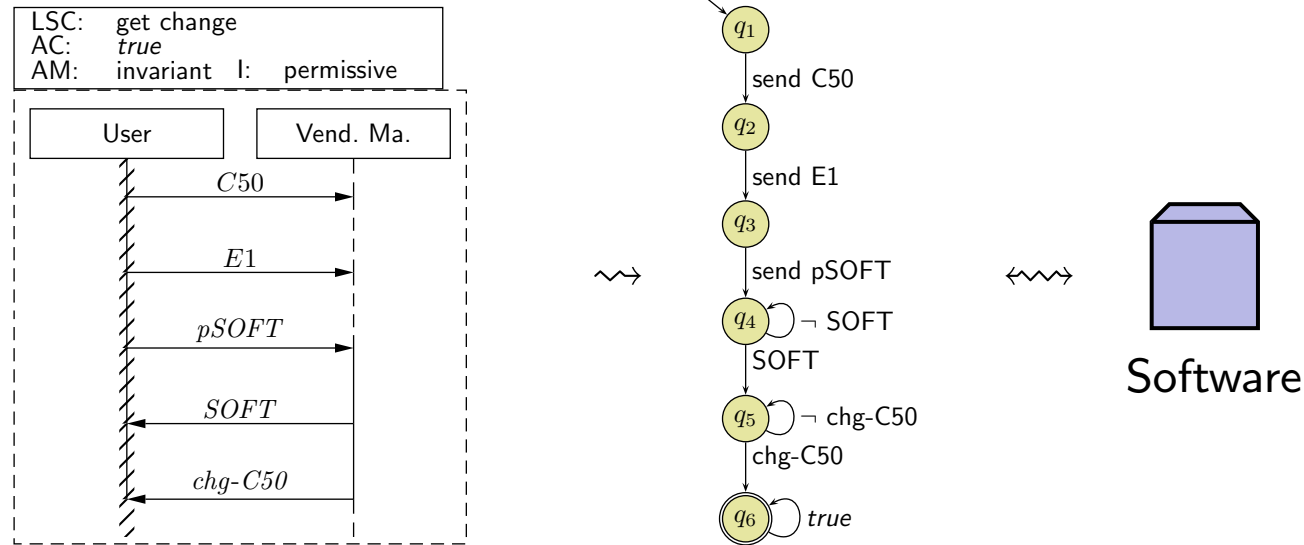 LSC: get change
AC: true
AM: invariant I: permissive
User
Vend. Ma.
C50
E1
pSOFT
SOFT
chg-C50
q1
send C50
q2
send E1
q3
send pSOFT
q4
¬ SOFT
SOFT
q5
¬ chg-C50
chg-C50
q6
true
Software